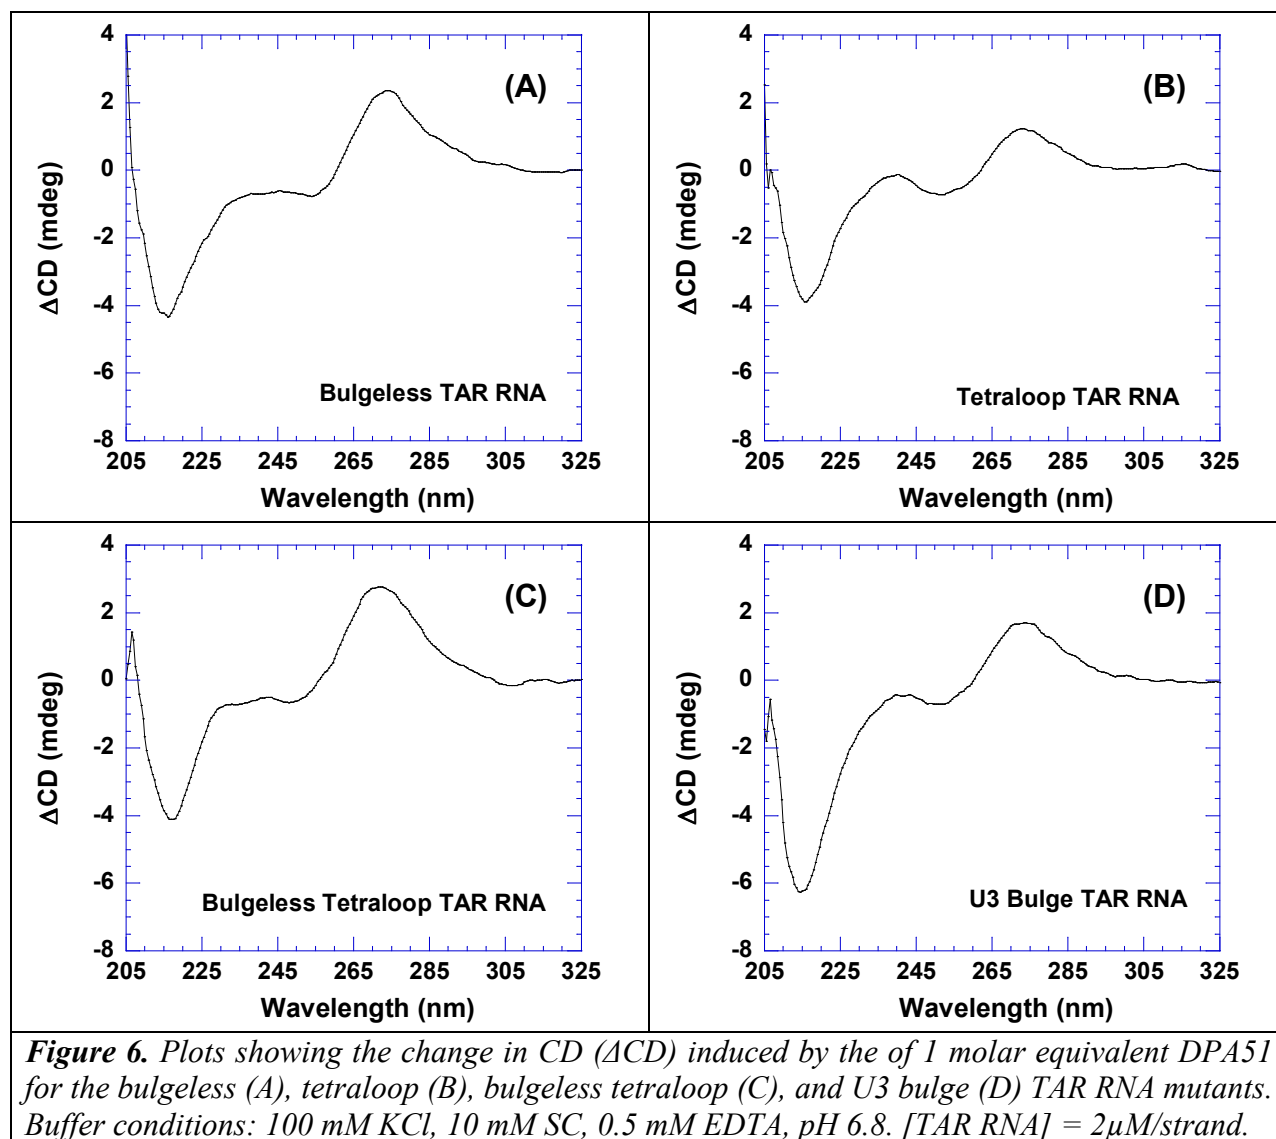 4
2
0
-2
-4
-6
-8
ΔCD (mdeg)
(A)
Bulgeless TAR RNA
205 225 245 265 285 305 325
Wavelength (nm)
4
2
0
-2
-4
-6
-8
ΔCD (mdeg)
(B)
Tetraloop TAR RNA
205 225 245 265 285 305 325
Wavelength (nm)
4
2
0
-2
-4
-6
-8
ΔCD (mdeg)
(C)
Bulgeless Tetraloop TAR RNA
205 225 245 265 285 305 325
Wavelength (nm)
4
2
0
-2
-4
-6
-8
ΔCD (mdeg)
(D)
U3 Bulge TAR RNA
205 225 245 265 285 305 325
Wavelength (nm)
Figure 6. Plots showing the change in CD (ΔCD) induced by the of 1 molar equivalent DPA51
for the bulgeless (A), tetraloop (B), bulgeless tetraloop (C), and U3 bulge (D) TAR RNA mutants.
Buffer conditions: 100 mM KCl, 10 mM SC, 0.5 mM EDTA, pH 6.8. [TAR RNA] = 2μM/strand.